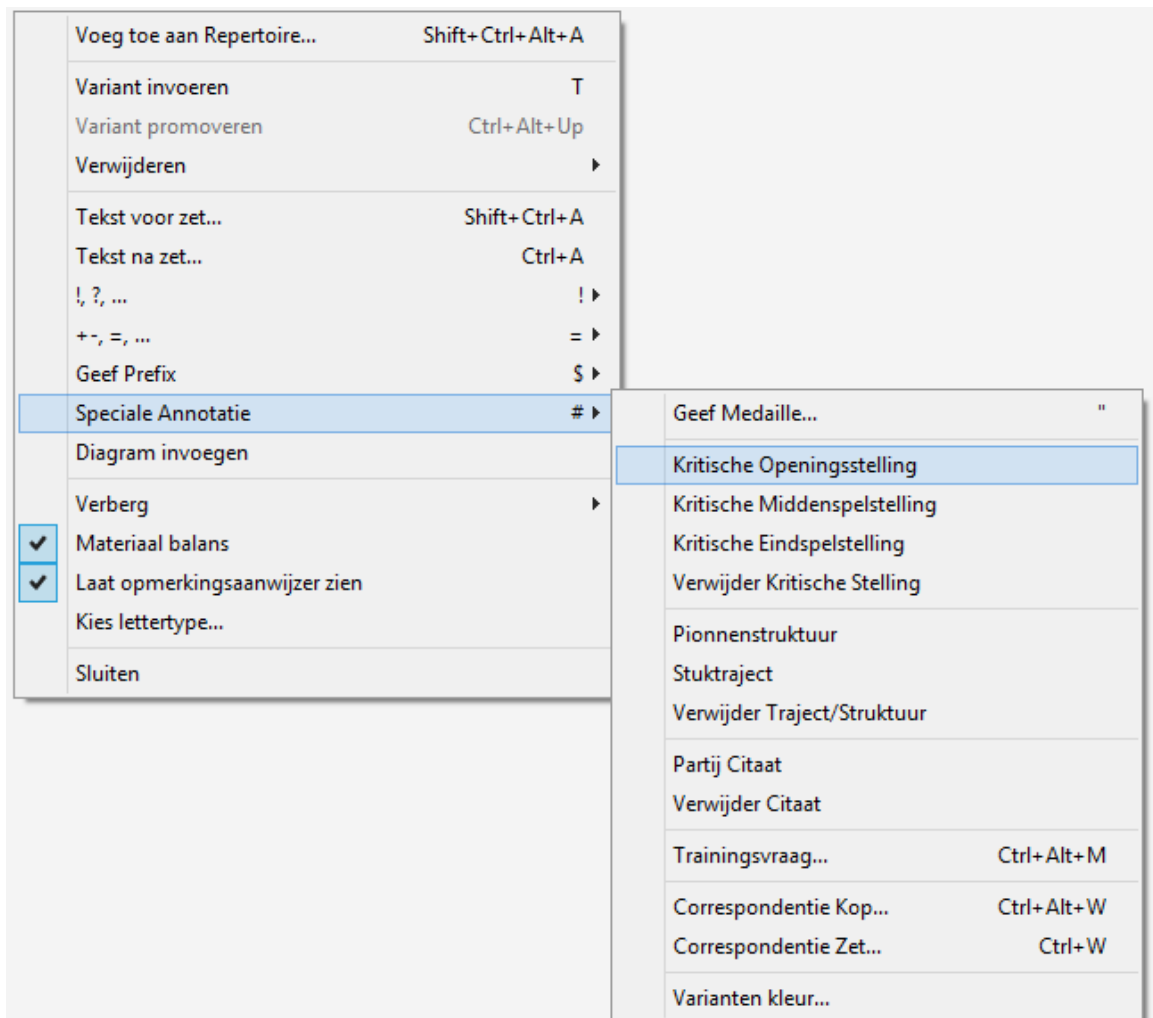 Voeg toe aan Repertoire... Shift+Ctrl+Alt+A
Variant invoeren T
Variant promoveren Ctrl+Alt+Up
Verwijderen
Tekst voor zet... Shift+Ctrl+A
Tekst na zet... Ctrl+A
!, ?, ... !
+-, =, ... =
Geef Prefix $
Speciale Annotatie #
Diagram invoegen
Verberg
Materiaal balans
Laat opmerkingsaanwijzer zien
Kies lettertype...
Sluiten
Geef Medaille... "
Kritische Openingsstelling
Kritische Middenspelstelling
Kritische Eindspelstelling
Verwijder Kritische Stelling
Pionnenstruktuur
Stuktraject
Verwijder Traject/Struktuur
Partij Citaat
Verwijder Citaat
Trainingsvraag... Ctrl+Alt+M
Correspondentie Kop... Ctrl+Alt+W
Correspondentie Zet... Ctrl+W
Varianten kleur...